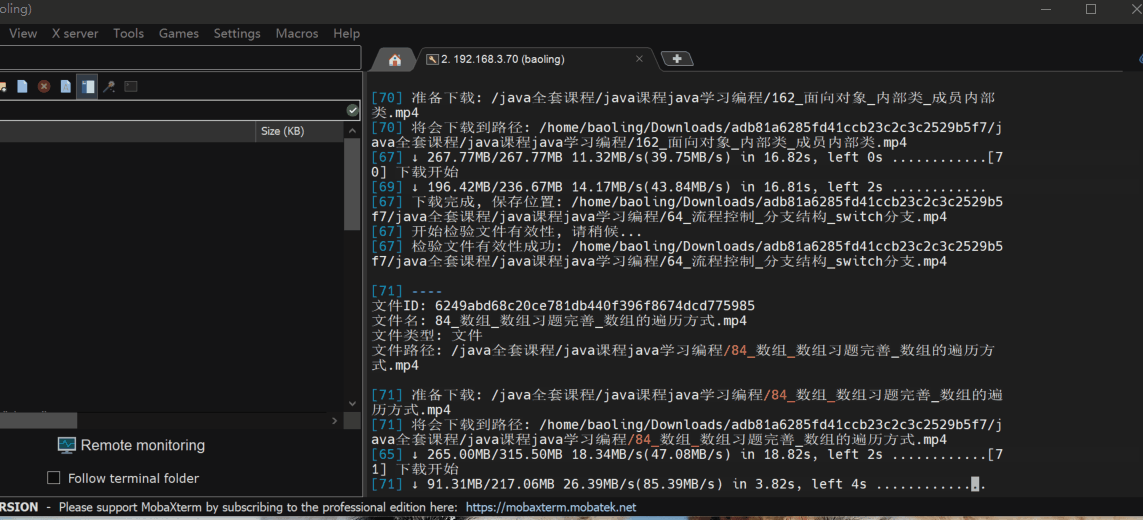 oling)
View X server Tools Games Settings Macros Help
2. 192.168.3.70 (baoling)
Size (KB)
[70] 准备下载: /java全套课程/java课程java学习编程/162_面向对象_内部类_成员内部
类.mp4
[70] 将会下载到路径: /home/baoling/Downloads/adb81a6285fd41ccb23c2c3c2529b5f7/j
ava全套课程/java课程java学习编程/162_面向对象_内部类_成员内部类.mp4
[67] ↓ 267.77MB/267.77MB 11.32MB/s(39.75MB/s) in 16.82s, left 0s ............[7
0] 下载开始
[69] ↓ 196.42MB/236.67MB 14.17MB/s(43.84MB/s) in 16.81s, left 2s ............
[67] 下载完成, 保存位置: /home/baoling/Downloads/adb81a6285fd41ccb23c2c3c2529b5
f7/java全套课程/java课程java学习编程/64_流程控制_分支结构_switch分支.mp4
[67] 开始检验文件有效性, 请稍候...
[67] 检验文件有效性成功: /home/baoling/Downloads/adb81a6285fd41ccb23c2c3c2529b5
f7/java全套课程/java课程java学习编程/64_流程控制_分支结构_switch分支.mp4
[71] ----
文件ID: 6249abd68c20ce781db440f396f8674dcd775985
文件名: 84_数组_数组习题完善_数组的遍历方式.mp4
文件类型: 文件
文件路径: /java全套课程/java课程java学习编程/84_数组_数组习题完善_数组的遍历方
式.mp4
[71] 准备下载: /java全套课程/java课程java学习编程/84_数组_数组习题完善_数组的遍
历方式.mp4
[71] 将会下载到路径: /home/baoling/Downloads/adb81a6285fd41ccb23c2c3c2529b5f7/j
ava全套课程/java课程java学习编程/84_数组_数组习题完善_数组的遍历方式.mp4
[65] ↓ 265.00MB/315.50MB 18.34MB/s(47.08MB/s) in 18.82s, left 2s ............[7
1] 下载开始
[71] ↓ 91.31MB/217.06MB 26.39MB/s(85.39MB/s) in 3.82s, left 4s ..............
Remote monitoring
Follow terminal folder
RSION - Please support MobaXterm by subscribing to the professional edition here: https://mobaxterm.mobatek.net